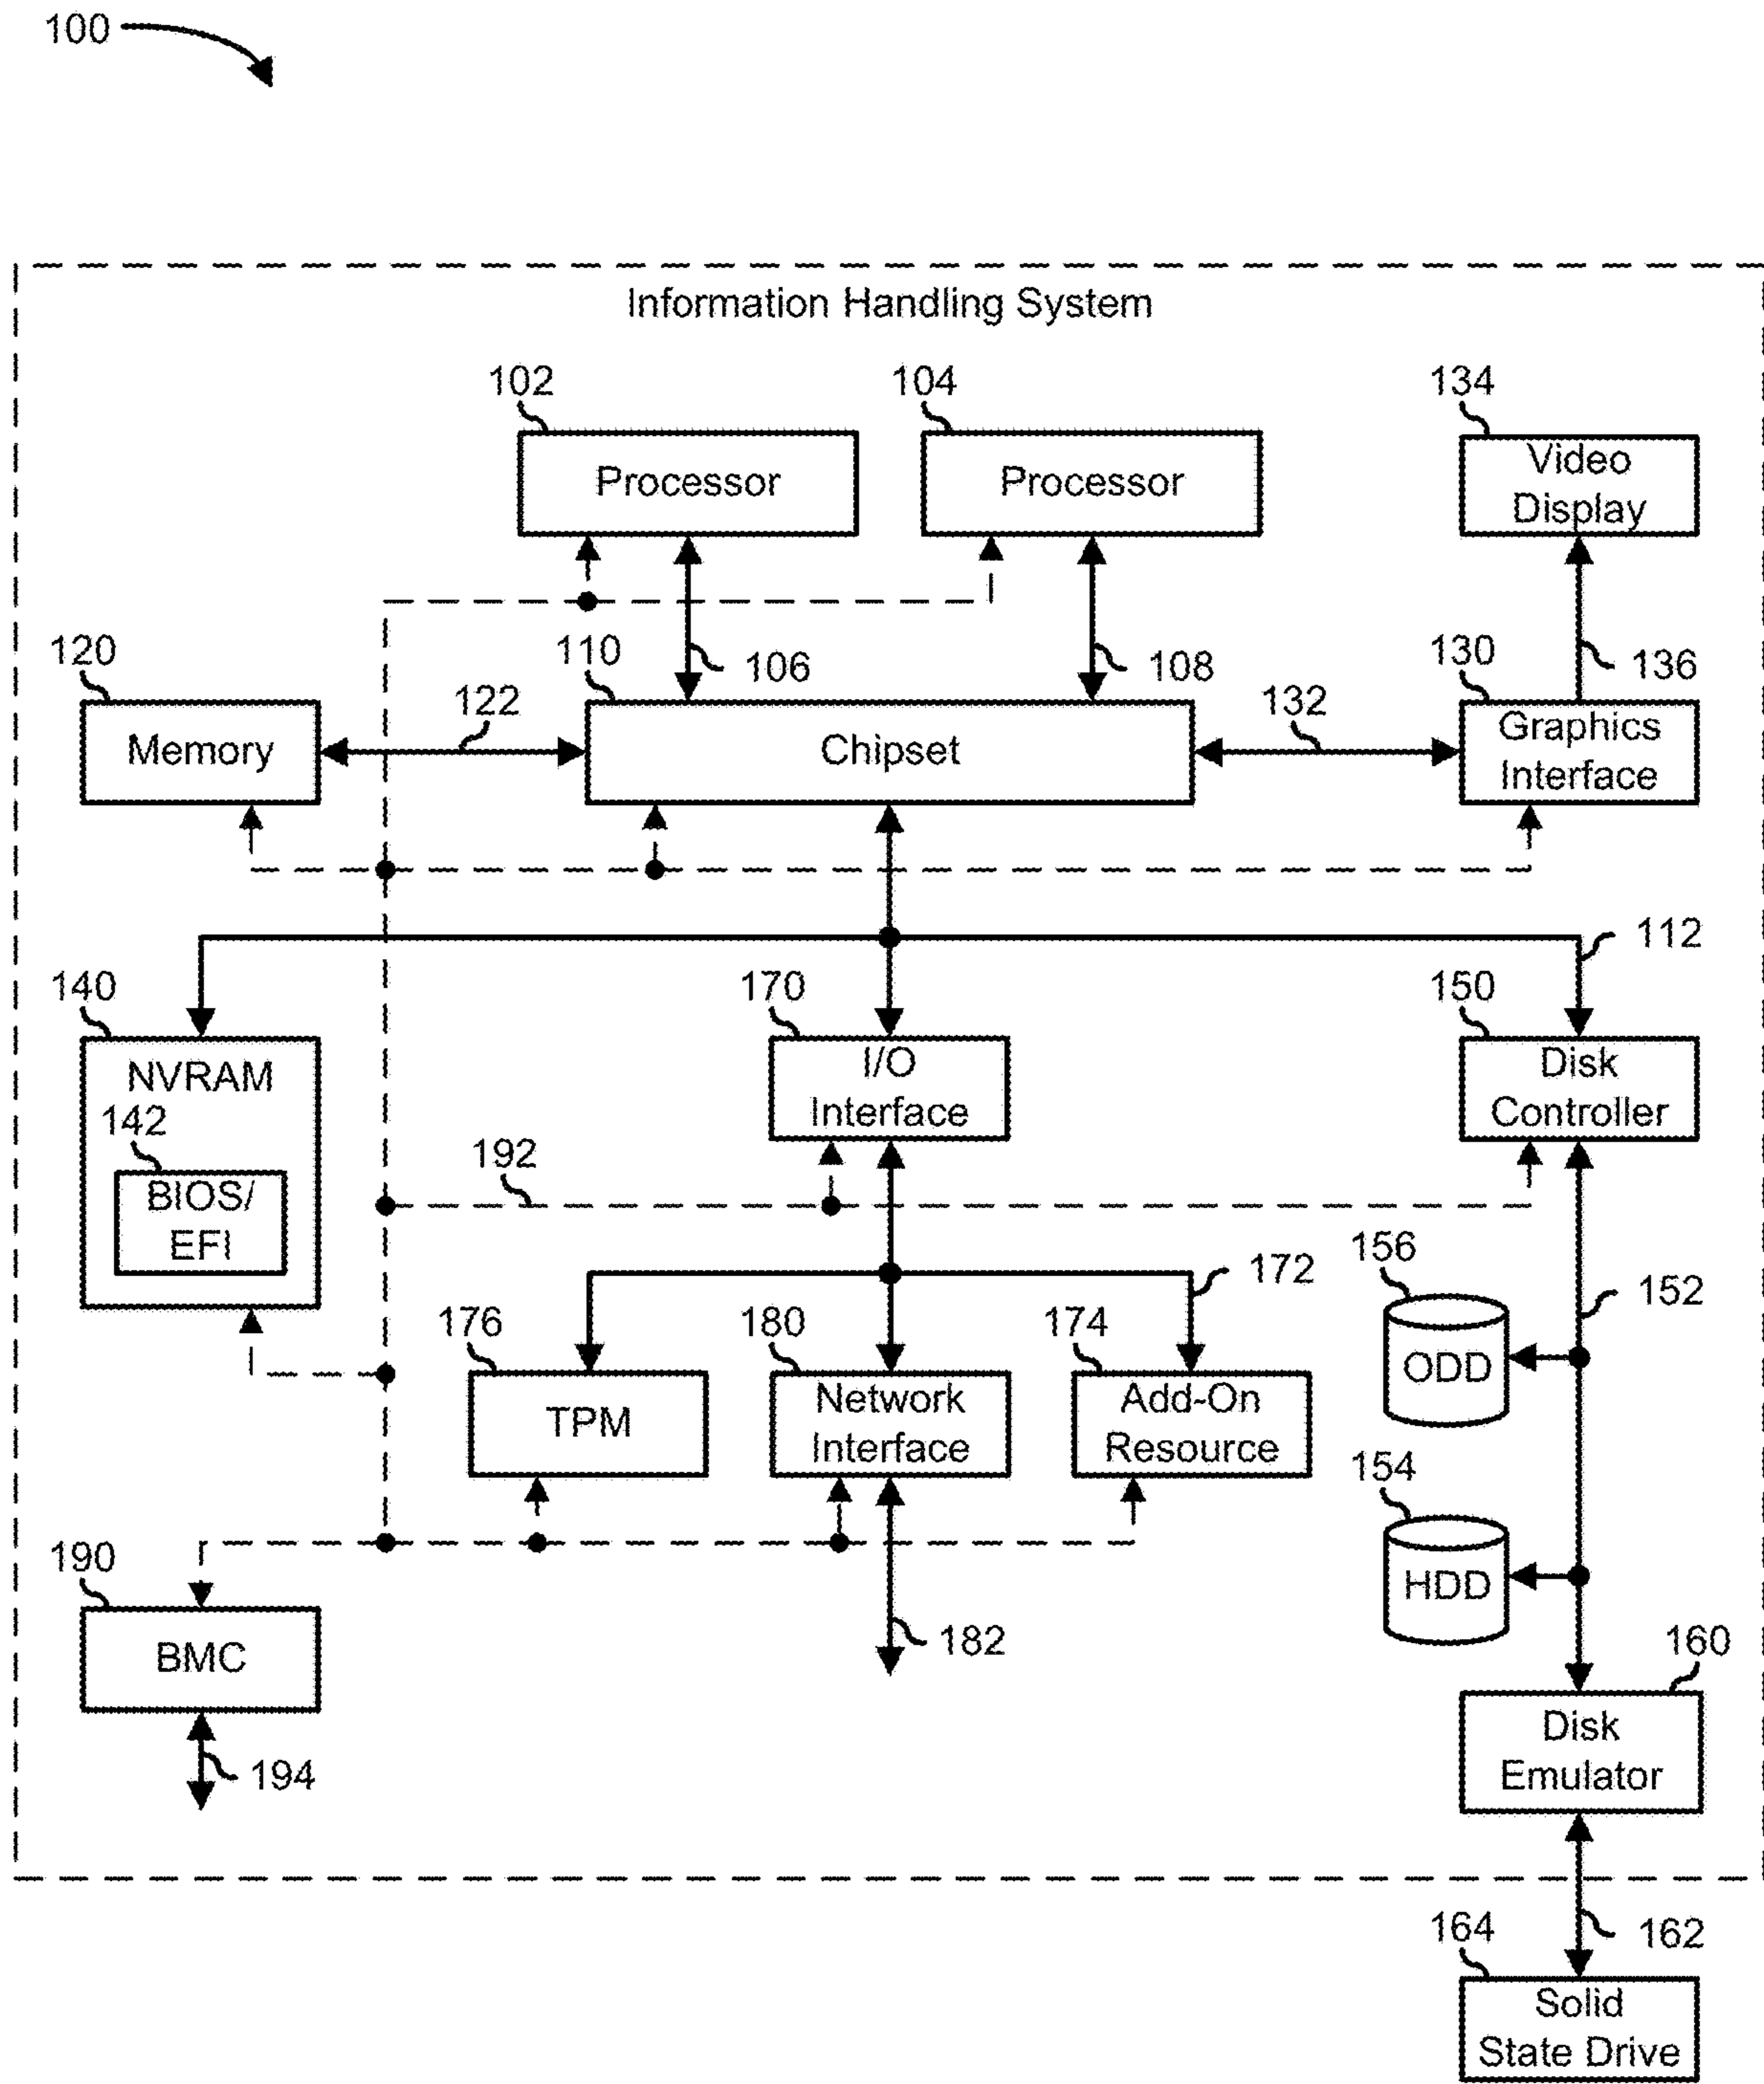 100
Information Handling System
102
104
134
Processor
Processor
Video
Display
120
110
106
108
130
136
122
132
Memory
Chipset
Graphics
Interface
112
140
170
150
NVRAM
I/O
Interface
Disk
Controller
142
BIOS/
EFI
192
156
172
152
176
180
174
ODD
TPM
Network
Interface
Add-On
Resource
154
HDD
190
BMC
182
160
Disk
Emulator
194
164
162
Solid
State Drive